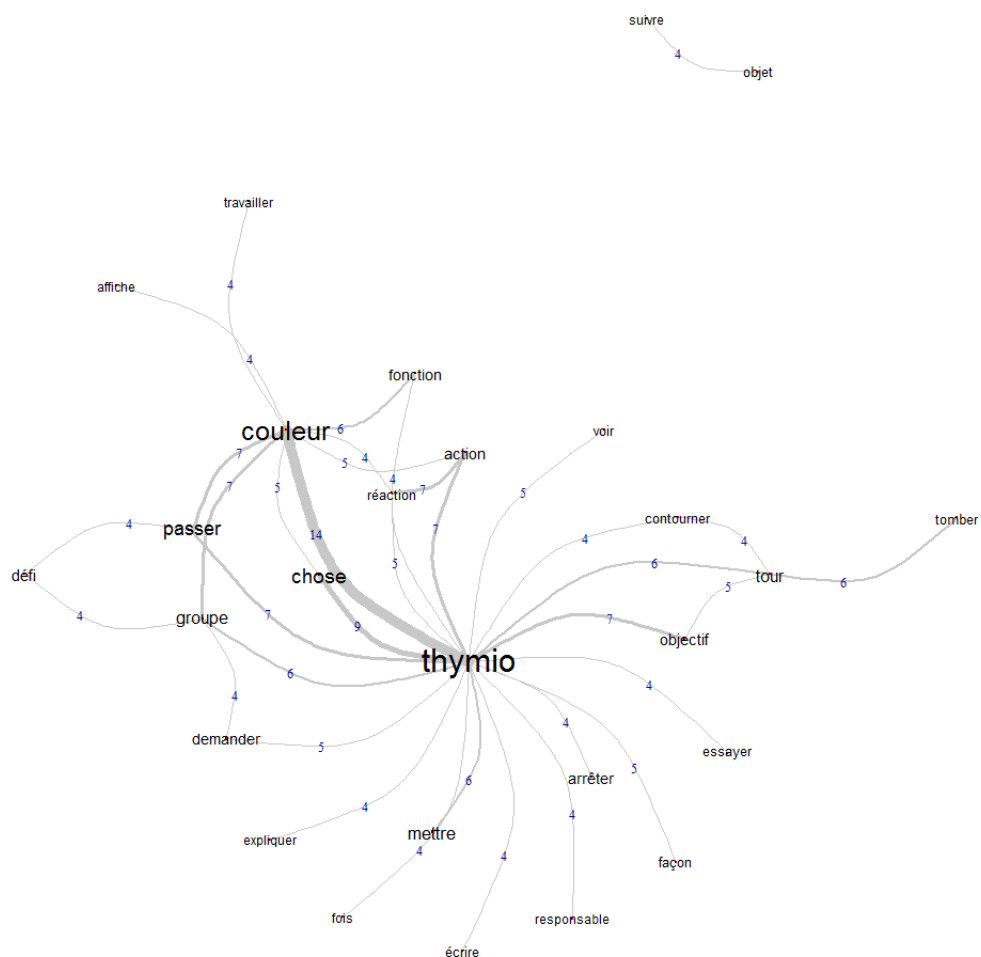 suivre
4
objet
travailler
4
affiche
4
fonction
couleur
6
voir
7
4
action
5
4
5
7
7
réaction
5
contourner
tomber
passer
4
7
14
4
4
chose
5
6
tour
6
défi
5
4
groupe
7
9
7
objectif
thymio
6
4
4
demander
5
4
essayer
5
arrêter
6
4
4
expliquer
mettre
4
4
façon
fois
responsable
écrire